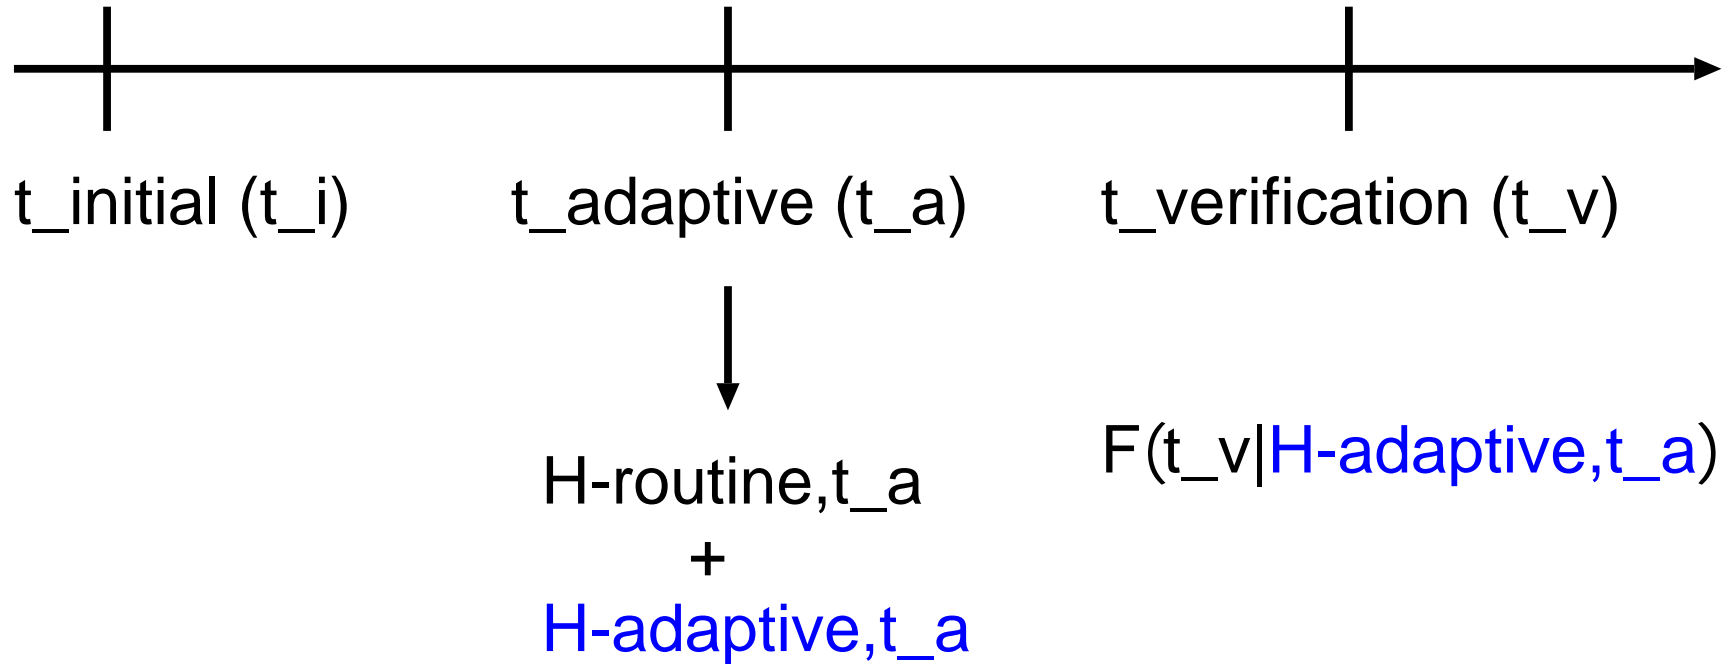 t_initial (t_i)
t_adaptive (t_a)
t_verification (t_v)
H-routine,t_a
+
H-adaptive,t_a
F(t_v|H-adaptive,t_a)